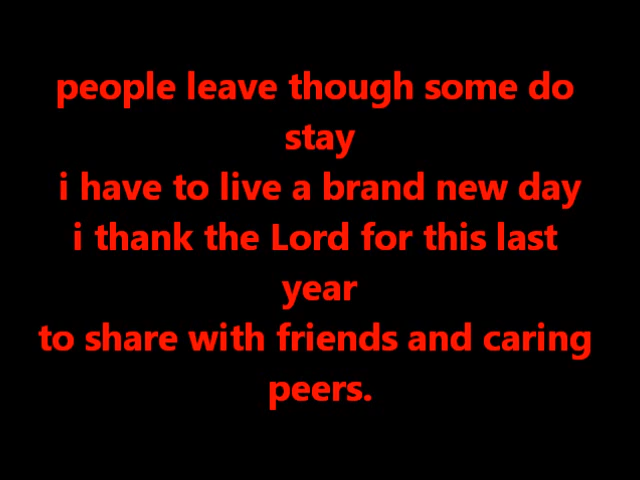 people leave though some do
stay
i have to live a brand new day
i thank the Lord for this last
year
to share with friends and caring
peers.